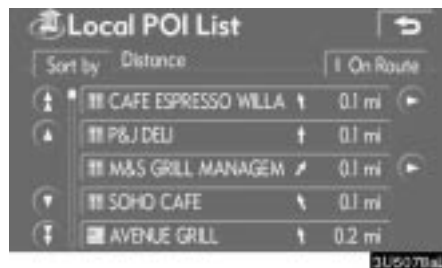 Local POI List
Sort by Distance On Route
CAFE ESPRESSO WILLA 0.1 mi
P&J DELI 0.1 mi
M&S GRILL MANAGEM 0.1 mi
SOHO CAFE 0.1 mi
AVENUE GRILL 0.2 mi